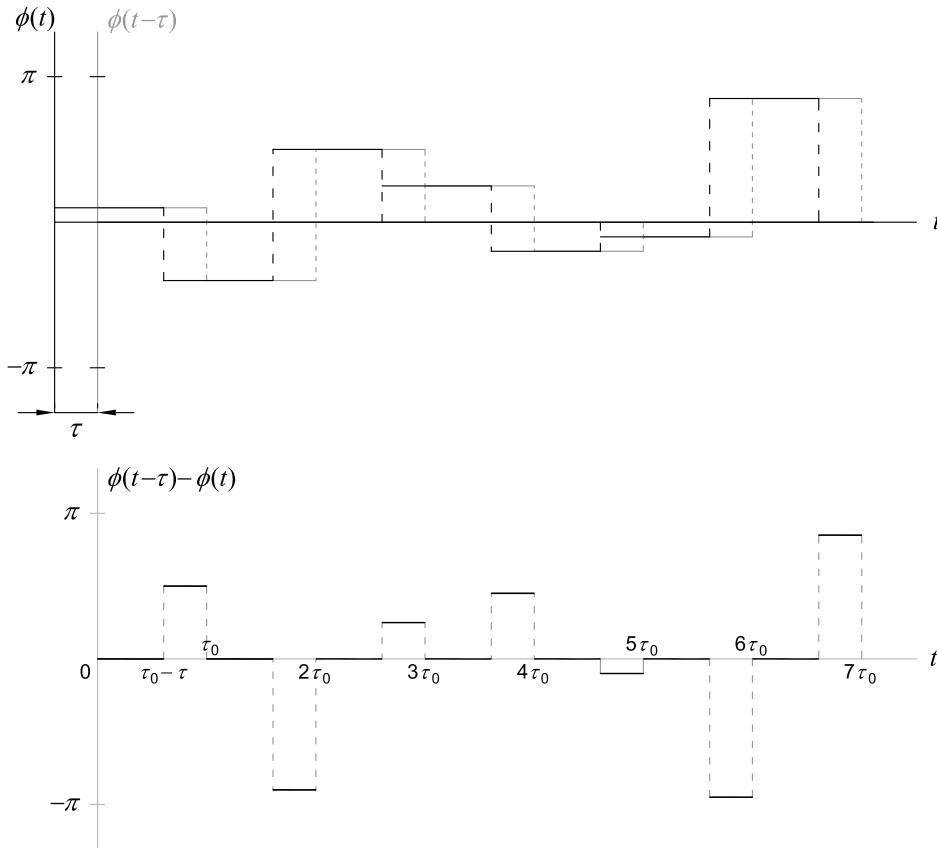 ϕ(t) ϕ(t−τ)
π
t
−π
τ
ϕ(t−τ)−ϕ(t)
π
τ₀ 5τ₀ 6τ₀
0 τ₀−τ 2τ₀ 3τ₀ 4τ₀ 7τ₀ t
−π